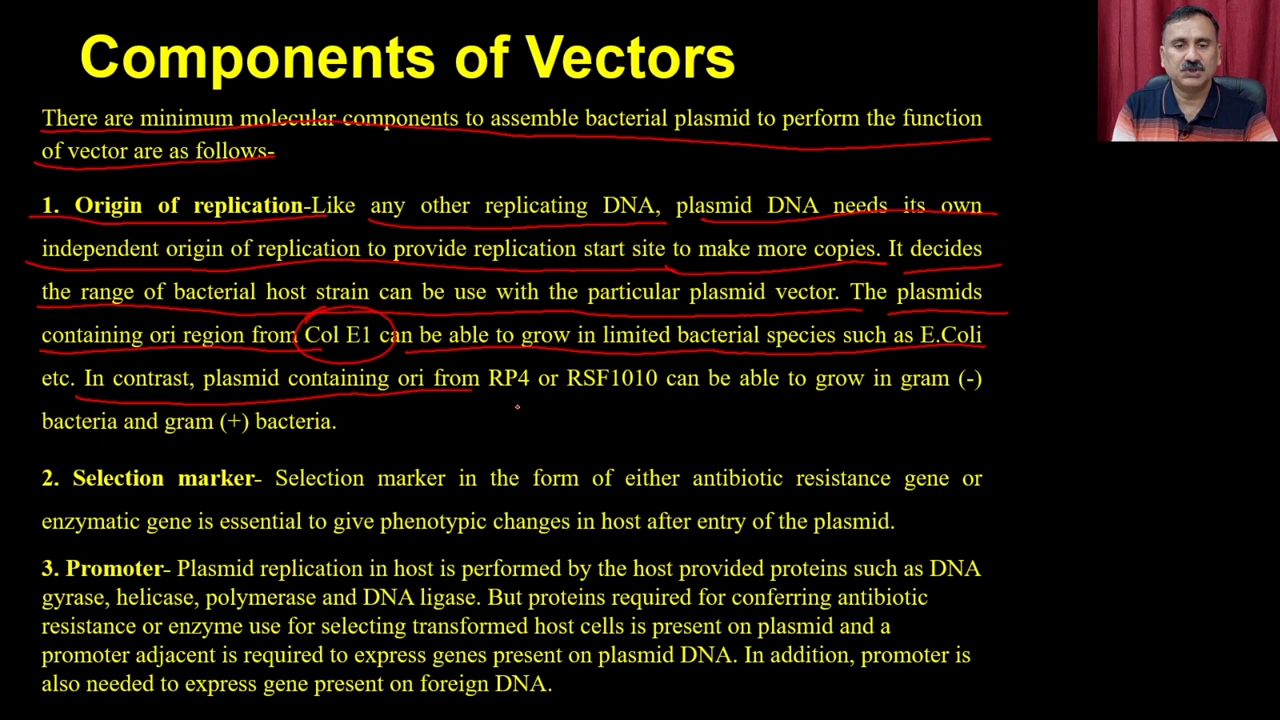 Components of Vectors
There are minimum molecular components to assemble bacterial plasmid to perform the function
of vector are as follows-
1. Origin of replication-Like any other replicating DNA, plasmid DNA needs its own
independent origin of replication to provide replication start site to make more copies. It decides
the range of bacterial host strain can be use with the particular plasmid vector. The plasmids
containing ori region from Col E1 can be able to grow in limited bacterial species such as E.Coli
etc. In contrast, plasmid containing ori from RP4 or RSF1010 can be able to grow in gram (-)
bacteria and gram (+) bacteria.
2. Selection marker- Selection marker in the form of either antibiotic resistance gene or
enzymatic gene is essential to give phenotypic changes in host after entry of the plasmid.
3. Promoter- Plasmid replication in host is performed by the host provided proteins such as DNA
gyrase, helicase, polymerase and DNA ligase. But proteins required for conferring antibiotic
resistance or enzyme use for selecting transformed host cells is present on plasmid and a
promoter adjacent is required to express genes present on plasmid DNA. In addition, promoter is
also needed to express gene present on foreign DNA.